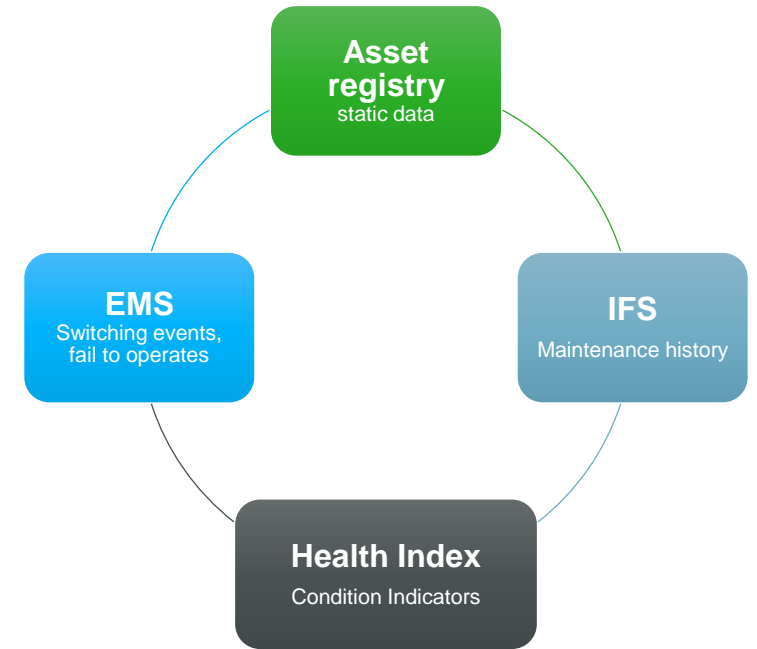 Asset
registry
static data
EMS
Switching events,
fail to operates
IFS
Maintenance history
Health Index
Condition Indicators